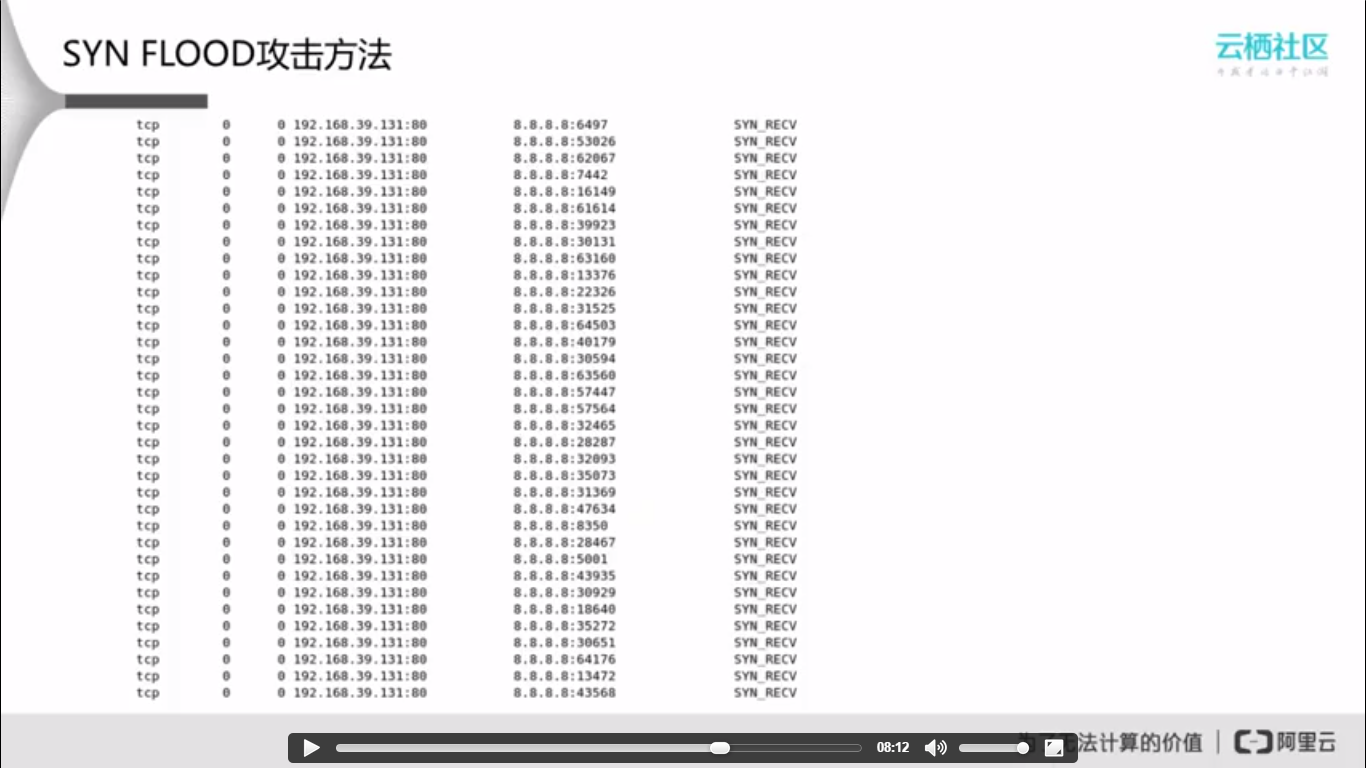 SYN FLOOD攻击方法
云栖社区
tcp 0 0 192.168.39.131:80 8.8.8.8:6497 SYN_RECV
tcp 0 0 192.168.39.131:80 8.8.8.8:53026 SYN_RECV
tcp 0 0 192.168.39.131:80 8.8.8.8:62067 SYN_RECV
tcp 0 0 192.168.39.131:80 8.8.8.8:7442 SYN_RECV
tcp 0 0 192.168.39.131:80 8.8.8.8:16149 SYN_RECV
tcp 0 0 192.168.39.131:80 8.8.8.8:61614 SYN_RECV
tcp 0 0 192.168.39.131:80 8.8.8.8:39923 SYN_RECV
tcp 0 0 192.168.39.131:80 8.8.8.8:30131 SYN_RECV
tcp 0 0 192.168.39.131:80 8.8.8.8:63160 SYN_RECV
tcp 0 0 192.168.39.131:80 8.8.8.8:13376 SYN_RECV
tcp 0 0 192.168.39.131:80 8.8.8.8:22326 SYN_RECV
tcp 0 0 192.168.39.131:80 8.8.8.8:31525 SYN_RECV
tcp 0 0 192.168.39.131:80 8.8.8.8:64503 SYN_RECV
tcp 0 0 192.168.39.131:80 8.8.8.8:40179 SYN_RECV
tcp 0 0 192.168.39.131:80 8.8.8.8:30594 SYN_RECV
tcp 0 0 192.168.39.131:80 8.8.8.8:63560 SYN_RECV
tcp 0 0 192.168.39.131:80 8.8.8.8:57447 SYN_RECV
tcp 0 0 192.168.39.131:80 8.8.8.8:57564 SYN_RECV
tcp 0 0 192.168.39.131:80 8.8.8.8:32465 SYN_RECV
tcp 0 0 192.168.39.131:80 8.8.8.8:28287 SYN_RECV
tcp 0 0 192.168.39.131:80 8.8.8.8:32093 SYN_RECV
tcp 0 0 192.168.39.131:80 8.8.8.8:35073 SYN_RECV
tcp 0 0 192.168.39.131:80 8.8.8.8:31369 SYN_RECV
tcp 0 0 192.168.39.131:80 8.8.8.8:47634 SYN_RECV
tcp 0 0 192.168.39.131:80 8.8.8.8:8350 SYN_RECV
tcp 0 0 192.168.39.131:80 8.8.8.8:28467 SYN_RECV
tcp 0 0 192.168.39.131:80 8.8.8.8:5001 SYN_RECV
tcp 0 0 192.168.39.131:80 8.8.8.8:43935 SYN_RECV
tcp 0 0 192.168.39.131:80 8.8.8.8:30929 SYN_RECV
tcp 0 0 192.168.39.131:80 8.8.8.8:18640 SYN_RECV
tcp 0 0 192.168.39.131:80 8.8.8.8:35272 SYN_RECV
tcp 0 0 192.168.39.131:80 8.8.8.8:30651 SYN_RECV
tcp 0 0 192.168.39.131:80 8.8.8.8:64176 SYN_RECV
tcp 0 0 192.168.39.131:80 8.8.8.8:13472 SYN_RECV
tcp 0 0 192.168.39.131:80 8.8.8.8:43568 SYN_RECV
08:12
为了无法计算的价值 | 阿里云